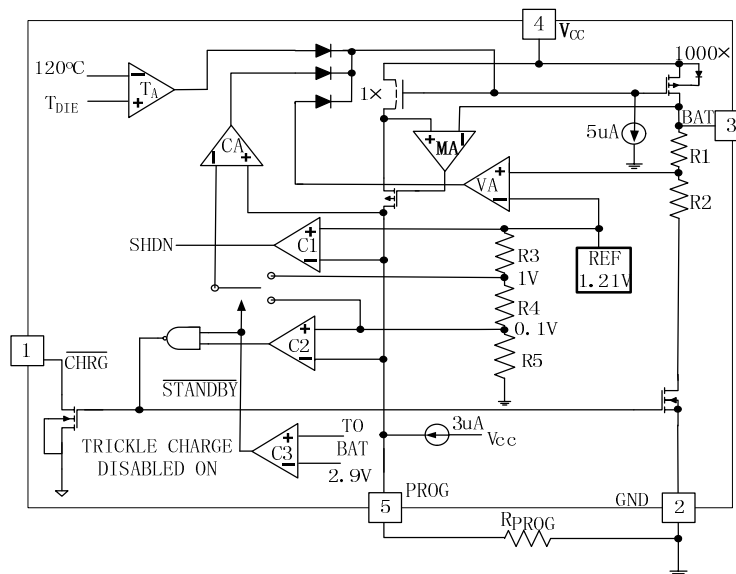 4
VCC
1000×
120℃
TA
TDIE
1×
BAT
3
5uA
CA
MA
R1
VA
R2
SHDN
C1
R3
REF
1.21V
1V
R4
0.1V
C2
R5
1
CHRG
STANDBY
TRICKLE CHARGE
DISABLED ON
C3
TO
BAT
2.9V
3uA
Vcc
PROG
5
GND
2
RPROG
+
-
+
-
+
-
+
-
+
-
+
-
+
-